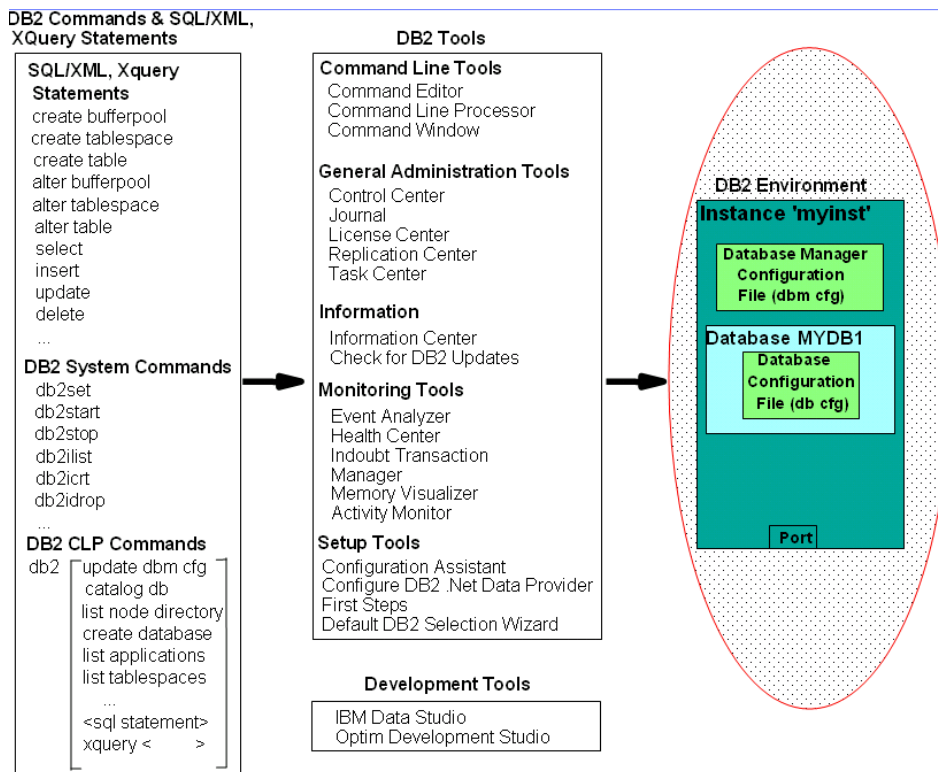 DB2 Commands & SQL/XML,
XQuery Statements
SQL/XML, Xquery
Statements
create bufferpool
create tablespace
create table
alter bufferpool
alter tablespace
alter table
select
insert
update
delete
...
DB2 System Commands
db2set
db2start
db2stop
db2ilist
db2icrt
db2idrop
...
DB2 CLP Commands
db2
update dbm cfg
catalog db
list node directory
create database
list applications
list tablespaces
...
<sql statement>
xquery < >
DB2 Tools
Command Line Tools
Command Editor
Command Line Processor
Command Window
General Administration Tools
Control Center
Journal
License Center
Replication Center
Task Center
Information
Information Center
Check for DB2 Updates
Monitoring Tools
Event Analyzer
Health Center
Indoubt Transaction
Manager
Memory Visualizer
Activity Monitor
Setup Tools
Configuration Assistant
Configure DB2 .Net Data Provider
First Steps
Default DB2 Selection Wizard
Development Tools
IBM Data Studio
Optim Development Studio
DB2 Environment
Instance 'myinst'
Database Manager
Configuration
File (dbm cfg)
Database MYDB1
Database
Configuration
File (db cfg)
Port